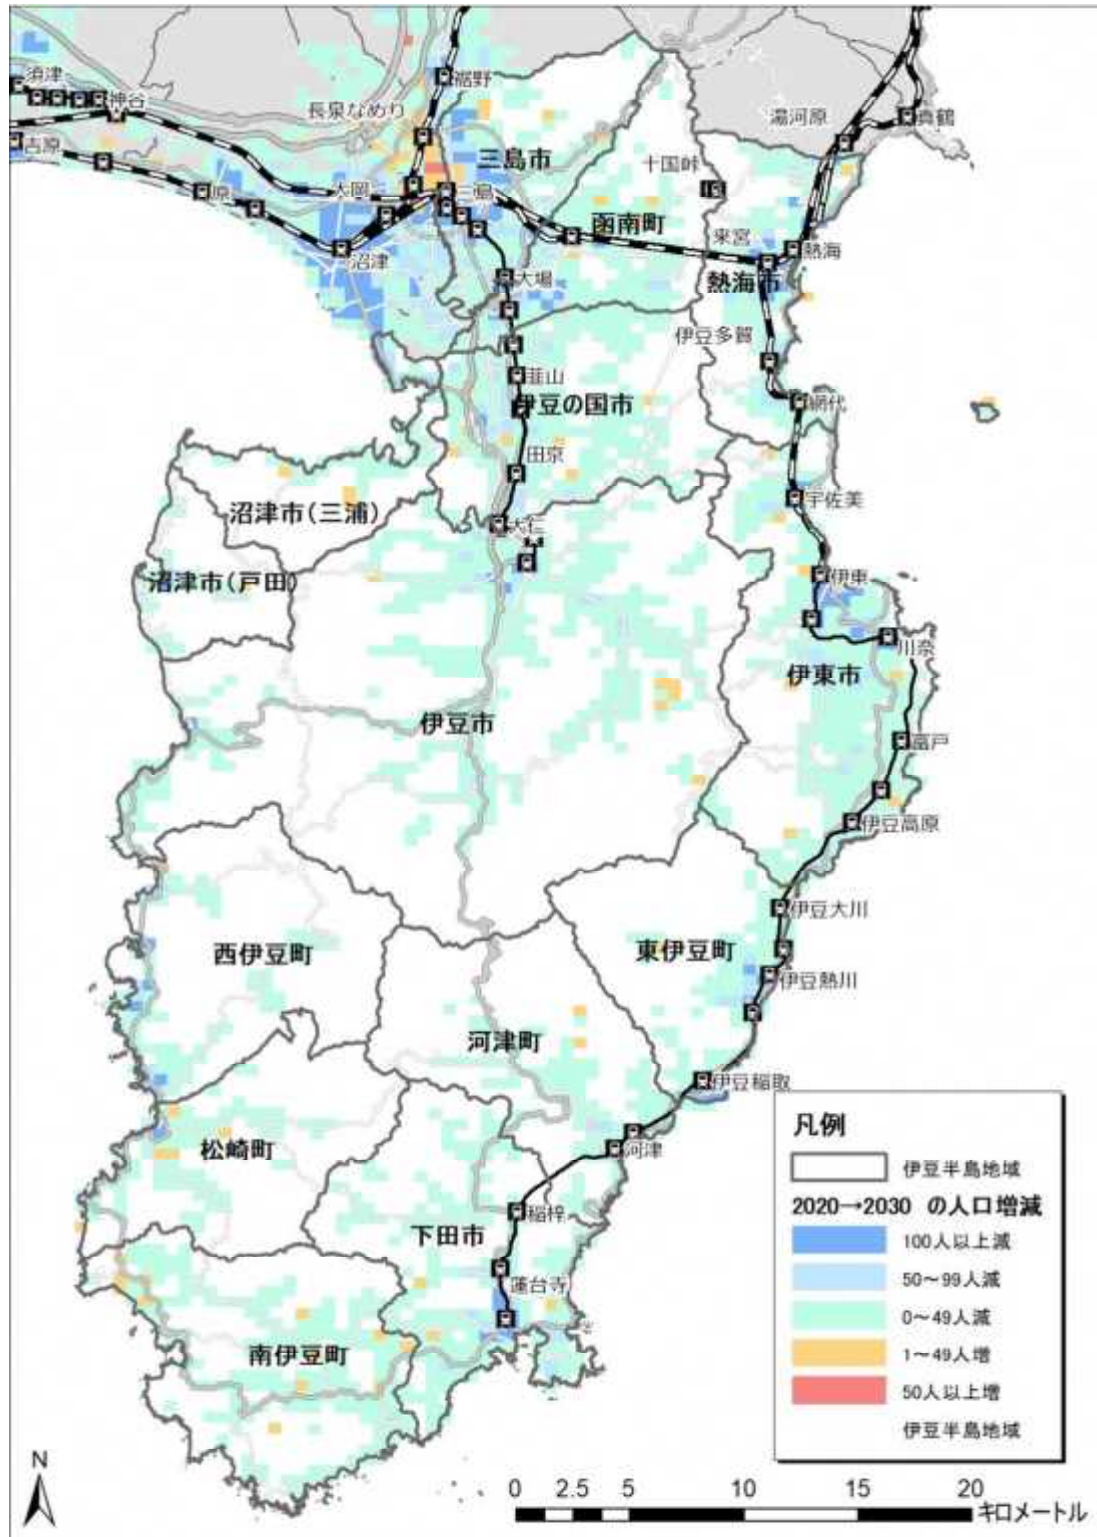 須津
神谷
吉原
原
裾野
長泉なめり
大岡
三島
沼津
三島市
十国峠
湯河原
真鶴
函南町
来宮
熱海
熱海市
大場
伊豆多賀
韮山
伊豆の国市
網代
田京
沼津市(三浦)
宇佐美
大仁
沼津市(戸田)
伊東
川奈
伊東市
伊豆市
富戸
伊豆高原
伊豆大川
西伊豆町
東伊豆町
伊豆熱川
河津町
伊豆稲取
松崎町
河津
稲梓
下田市
蓮台寺
南伊豆町
凡例
伊豆半島地域
2020→2030 の人口増減
100人以上減
50~99人減
0~49人減
1~49人増
50人以上増
伊豆半島地域
N
0 2.5 5 10 15 20
キロメートル